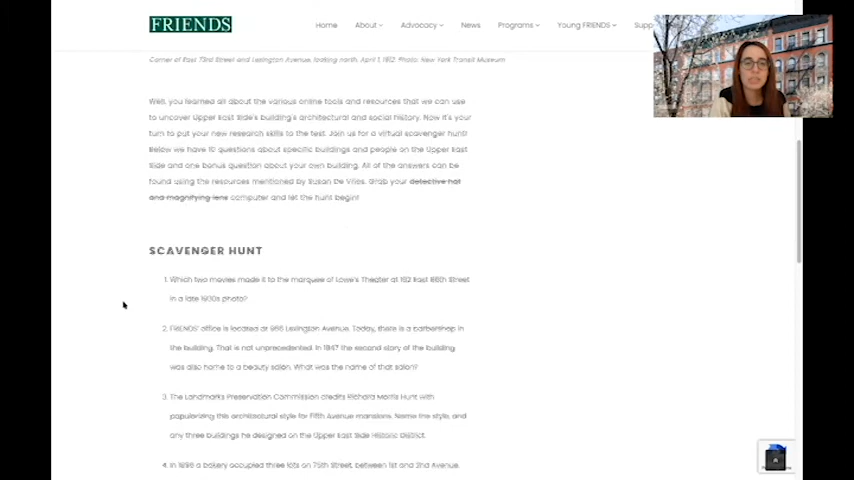 FRIENDS
Home About Advocacy News Programs Young FRIENDS Supp
Corner of East 73rd Street and Lexington Avenue, looking north, April 1, 1912. Photo: New York Transit Museum
Well, you learned all about the various online tools and resources that we can use
to uncover Upper East Side's building's architectural and social history. Now it's your
turn to put your new research skills to the test. Join us for a virtual scavenger hunt!
Below we have 10 questions about specific buildings and people on the Upper East
Side and one bonus question about your own building. All of the answers can be
found using the resources mentioned by Susan De Vries. Grab your detective hat
and magnifying lens computer and let the hunt begin!
SCAVENGER HUNT
1. Which two movies made it to the marquee of Lowe's Theater at 162 East 86th Street
in a late 1930s photo?
2. FRIENDS' office is located at 966 Lexington Avenue. Today, there is a barbershop in
the building. That is not unprecedented. In 1947 the second story of the building
was also home to a beauty salon. What was the name of that salon?
3. The Landmarks Preservation Commission credits Richard Morris Hunt with
popularizing this architectural style for Fifth Avenue mansions. Name the style, and
any three buildings he designed on the Upper East Side Historic District.
4. In 1896 a bakery occupied three lots on 75th Street, between 1st and 2nd Avenue.